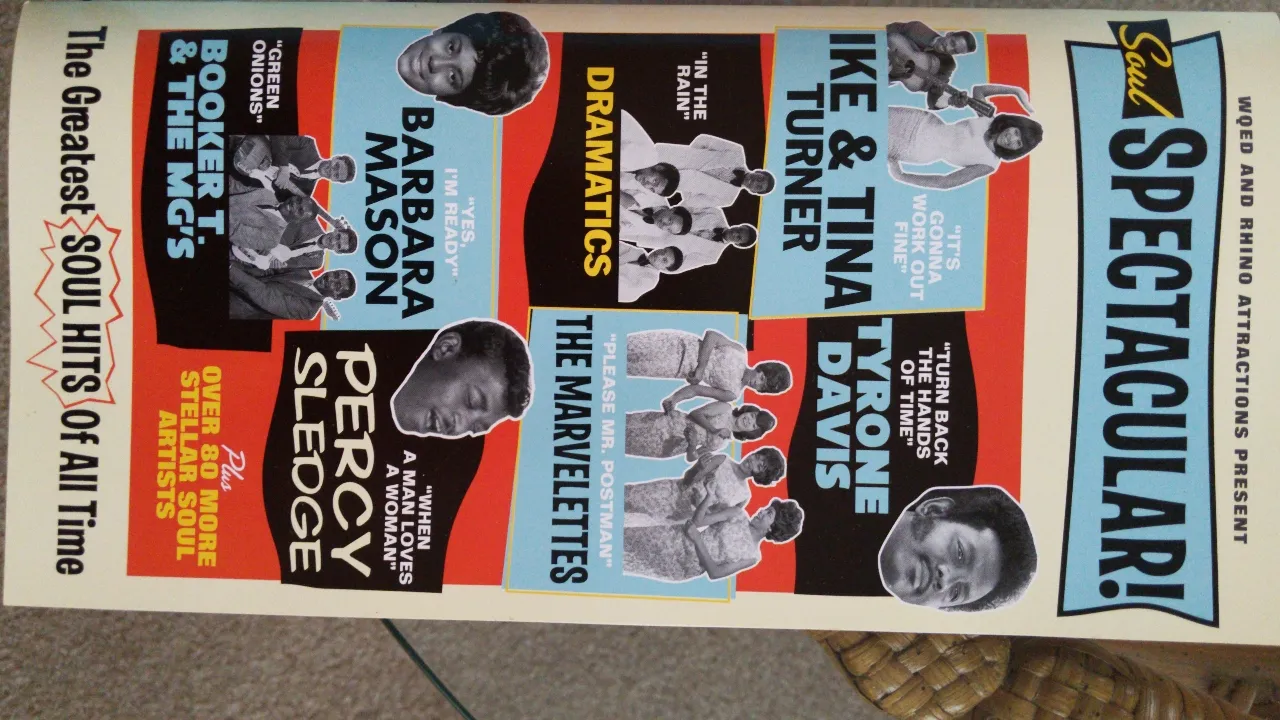 WQED AND RHINO ATTRACTIONS PRESENT
Soul
SPECTACULAR!
IKE & TINA
TURNER
"IT'S
GONNA
WORK OUT
FINE"
"TURN BACK
THE HANDS
OF TIME"
TYRONE
DAVIS
"IN THE
RAIN"
DRAMATICS
"PLEASE MR. POSTMAN"
THE MARVELETTES
"YES,
I'M READY"
BARBARA
MASON
"WHEN
A MAN LOVES
A WOMAN"
PERCY
SLEDGE
"GREEN
ONIONS"
BOOKER T.
& THE MG'S
Plus
OVER 80 MORE
STELLAR SOUL
ARTISTS
The Greatest SOUL HITS Of All Time